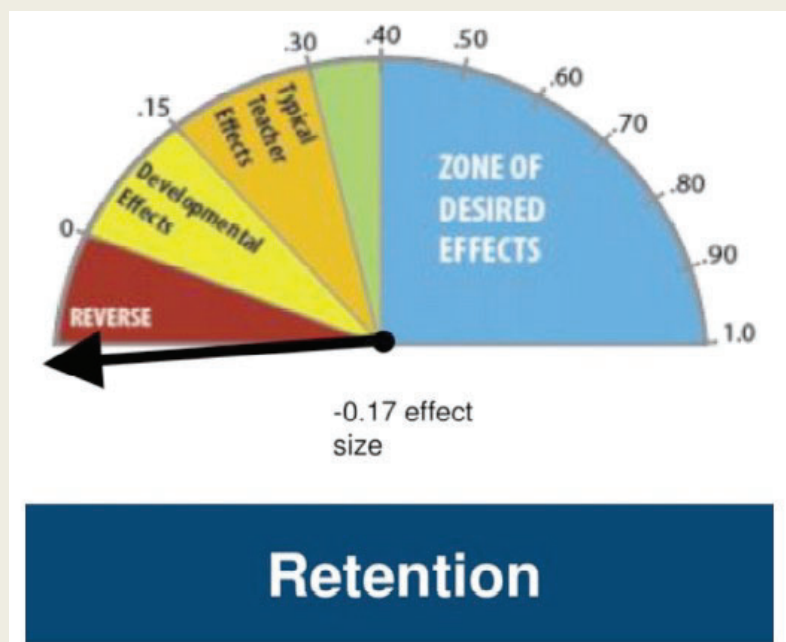 .30
.40
.50
.60
.70
.80
.90
1.0
.15
0
Typical
Teacher
Effects
Developmental
Effects
REVERSE
ZONE OF
DESIRED
EFFECTS
-0.17 effect
size
Retention